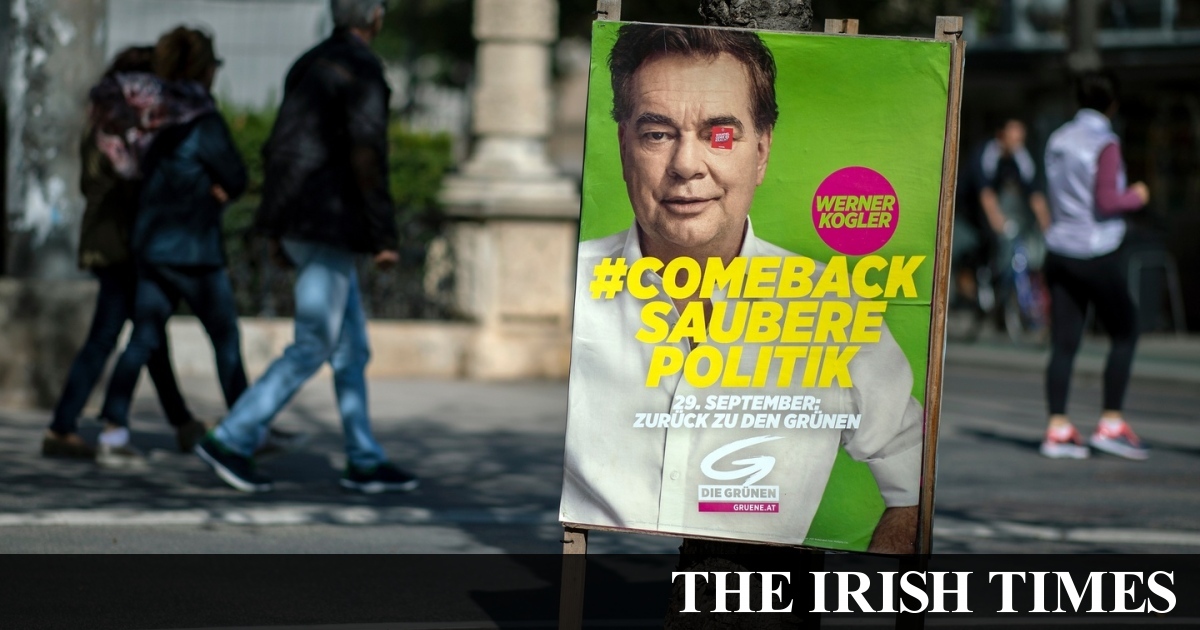 WERNER
KOGLER
#COMEBACK
SAUBERE
POLITIK
29. SEPTEMBER:
ZURÜCK ZU DEN GRÜNEN
DIE GRÜNEN
GRUENE.AT
THE IRISH TIMES